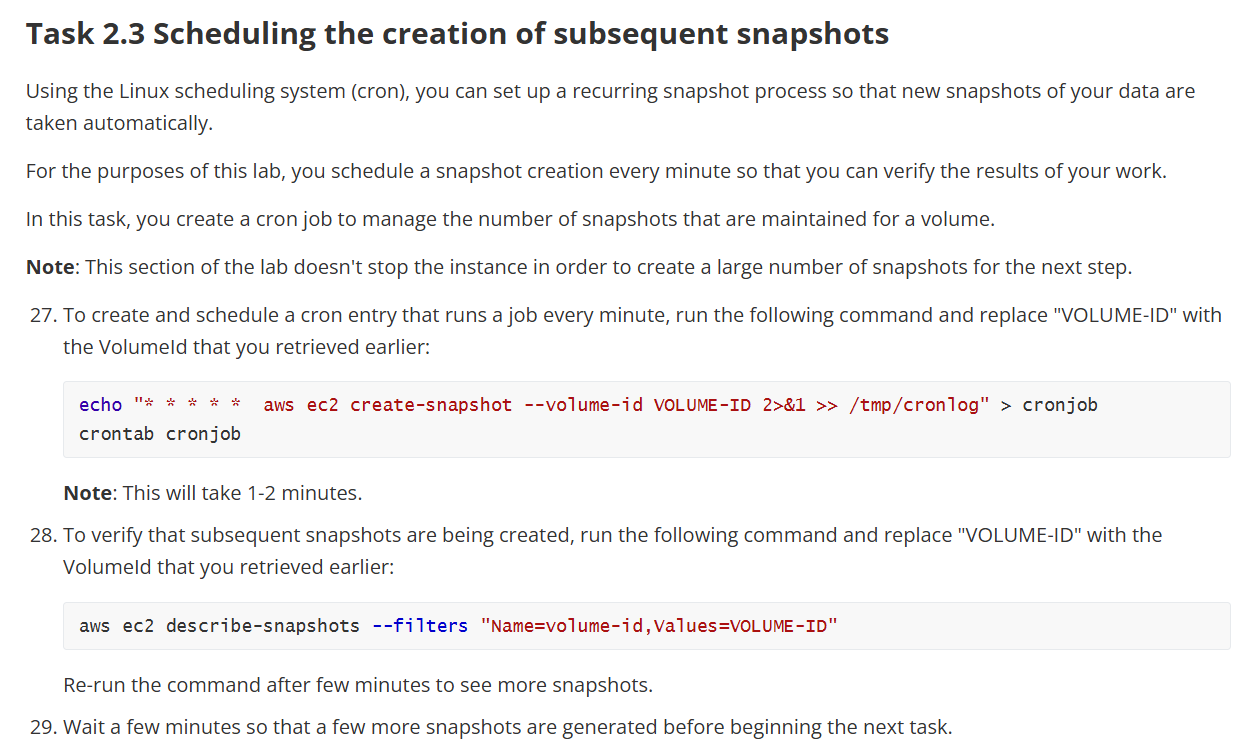 Task 2.3 Scheduling the creation of subsequent snapshots
Using the Linux scheduling system (cron), you can set up a recurring snapshot process so that new snapshots of your data are
taken automatically.
For the purposes of this lab, you schedule a snapshot creation every minute so that you can verify the results of your work.
In this task, you create a cron job to manage the number of snapshots that are maintained for a volume.
Note: This section of the lab doesn't stop the instance in order to create a large number of snapshots for the next step.
27. To create and schedule a cron entry that runs a job every minute, run the following command and replace "VOLUME-ID" with
the VolumeId that you retrieved earlier:
echo "* * * * *  aws ec2 create-snapshot --volume-id VOLUME-ID 2>&1 >> /tmp/cronlog" > cronjob
crontab cronjob
Note: This will take 1-2 minutes.
28. To verify that subsequent snapshots are being created, run the following command and replace "VOLUME-ID" with the
VolumeId that you retrieved earlier:
aws ec2 describe-snapshots --filters "Name=volume-id,Values=VOLUME-ID"
Re-run the command after few minutes to see more snapshots.
29. Wait a few minutes so that a few more snapshots are generated before beginning the next task.